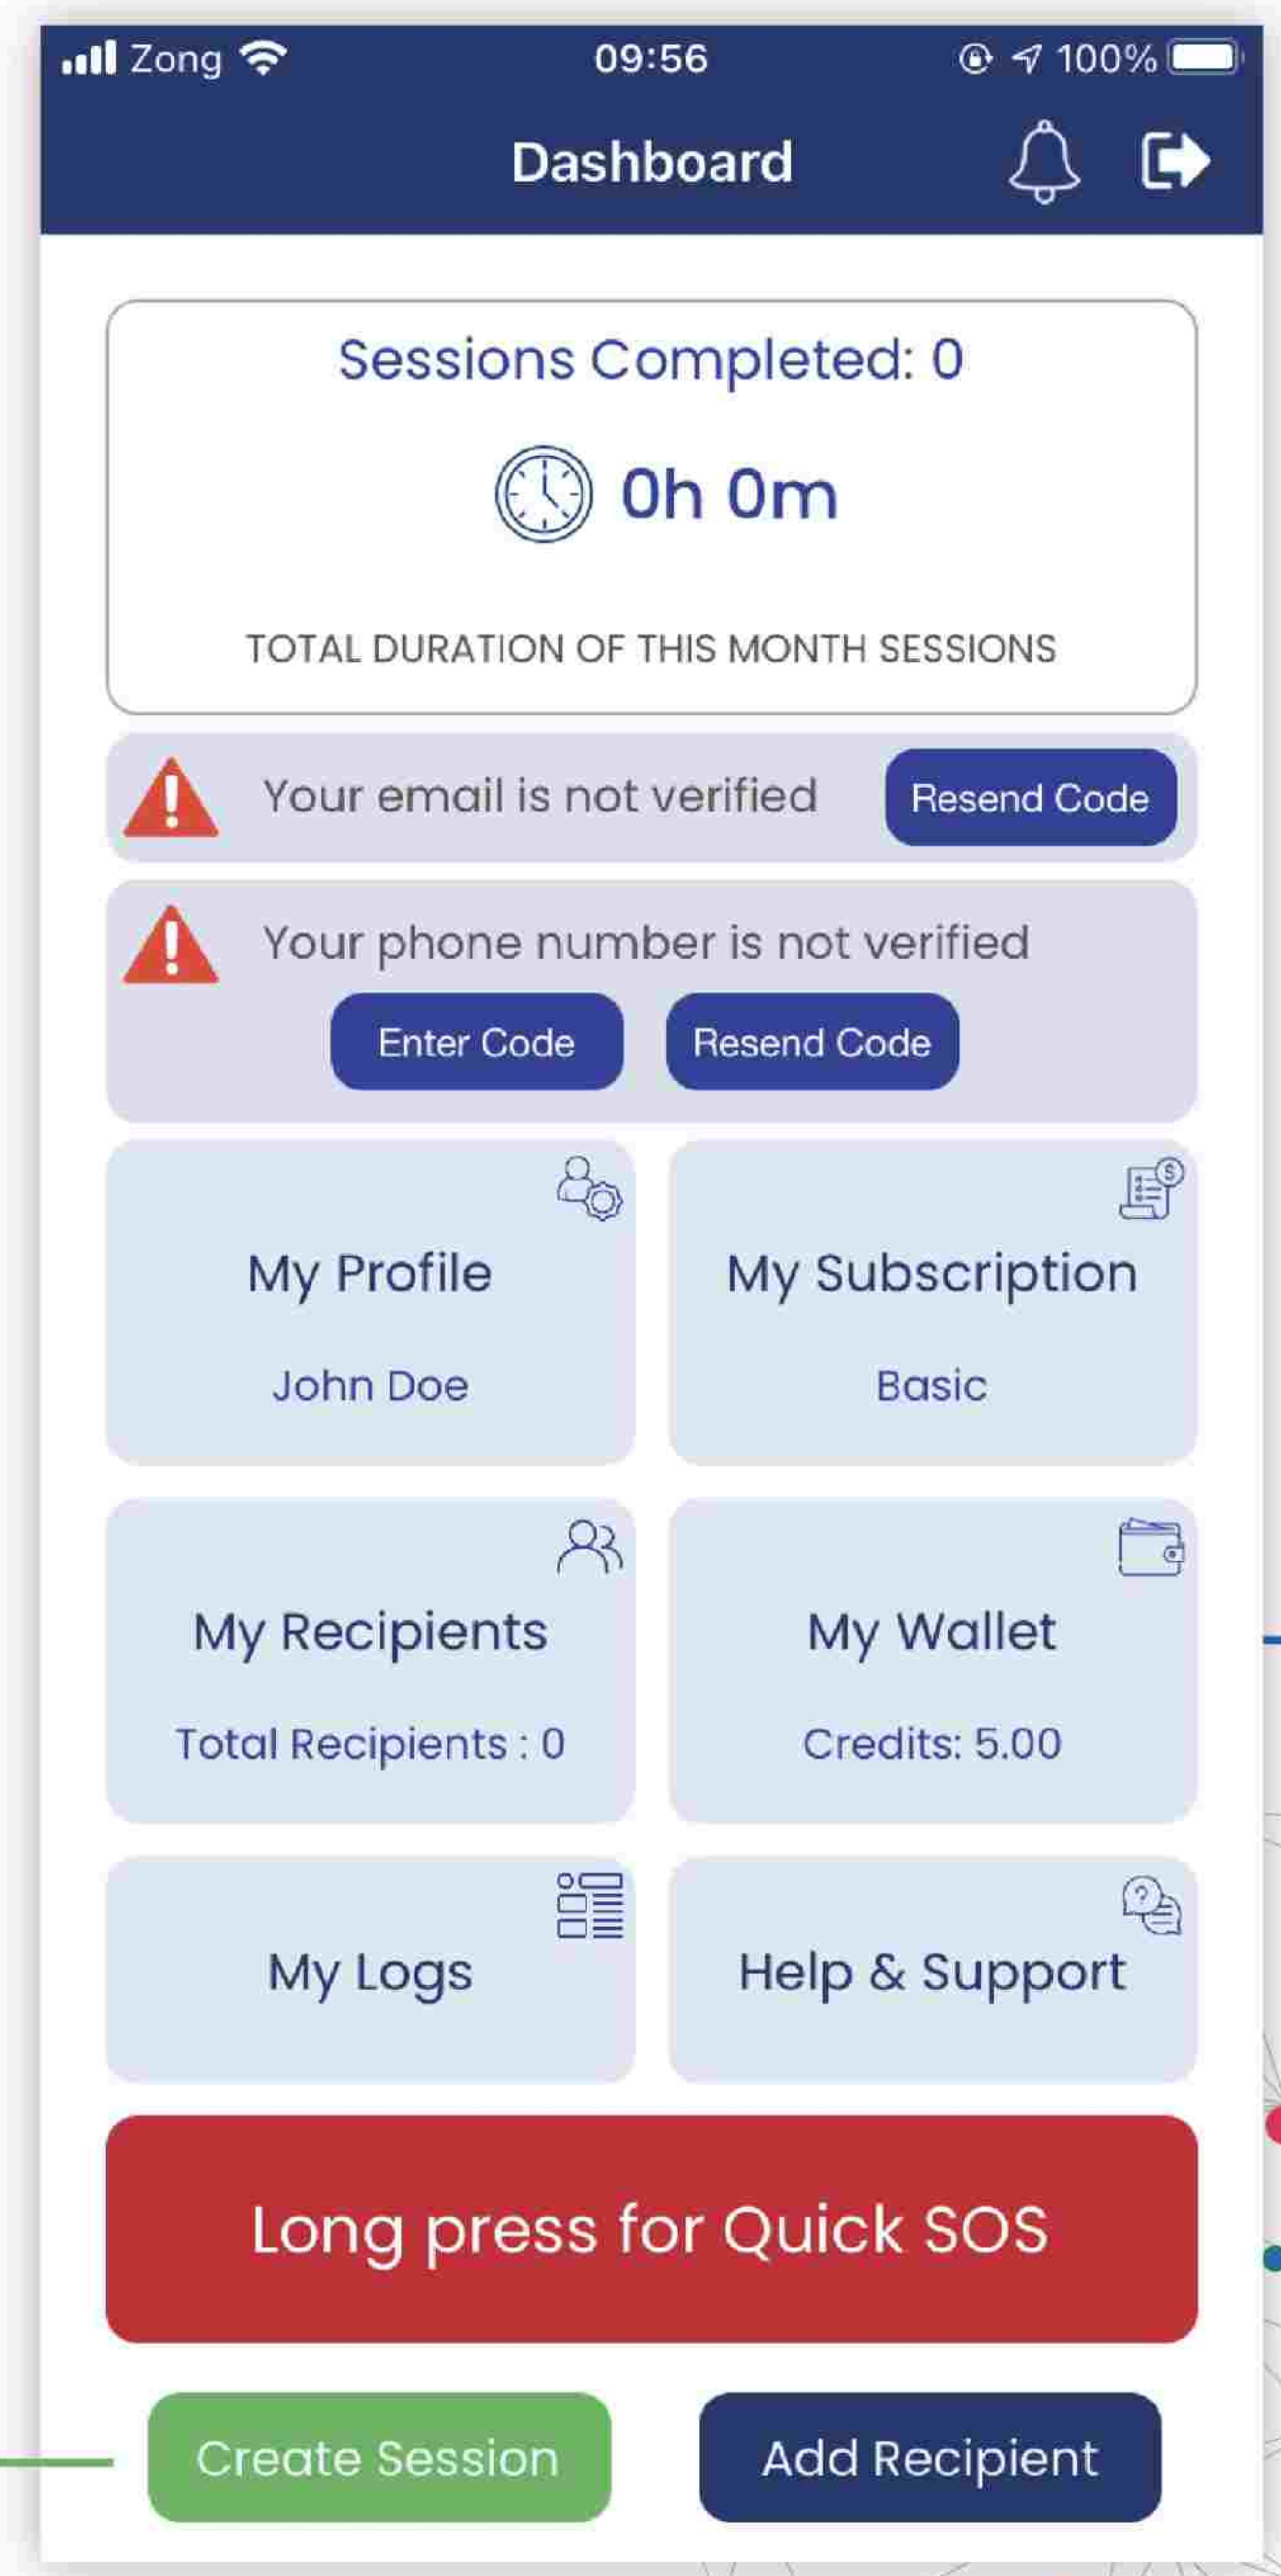 Zong 09:56 100%
Dashboard
Sessions Completed: 0
0h 0m
TOTAL DURATION OF THIS MONTH SESSIONS
Your email is not verified Resend Code
Your phone number is not verified
Enter Code Resend Code
My Profile My Subscription
John Doe Basic
My Recipients My Wallet
Total Recipients : 0 Credits: 5.00
My Logs Help & Support
Long press for Quick SOS
Create Session Add Recipient